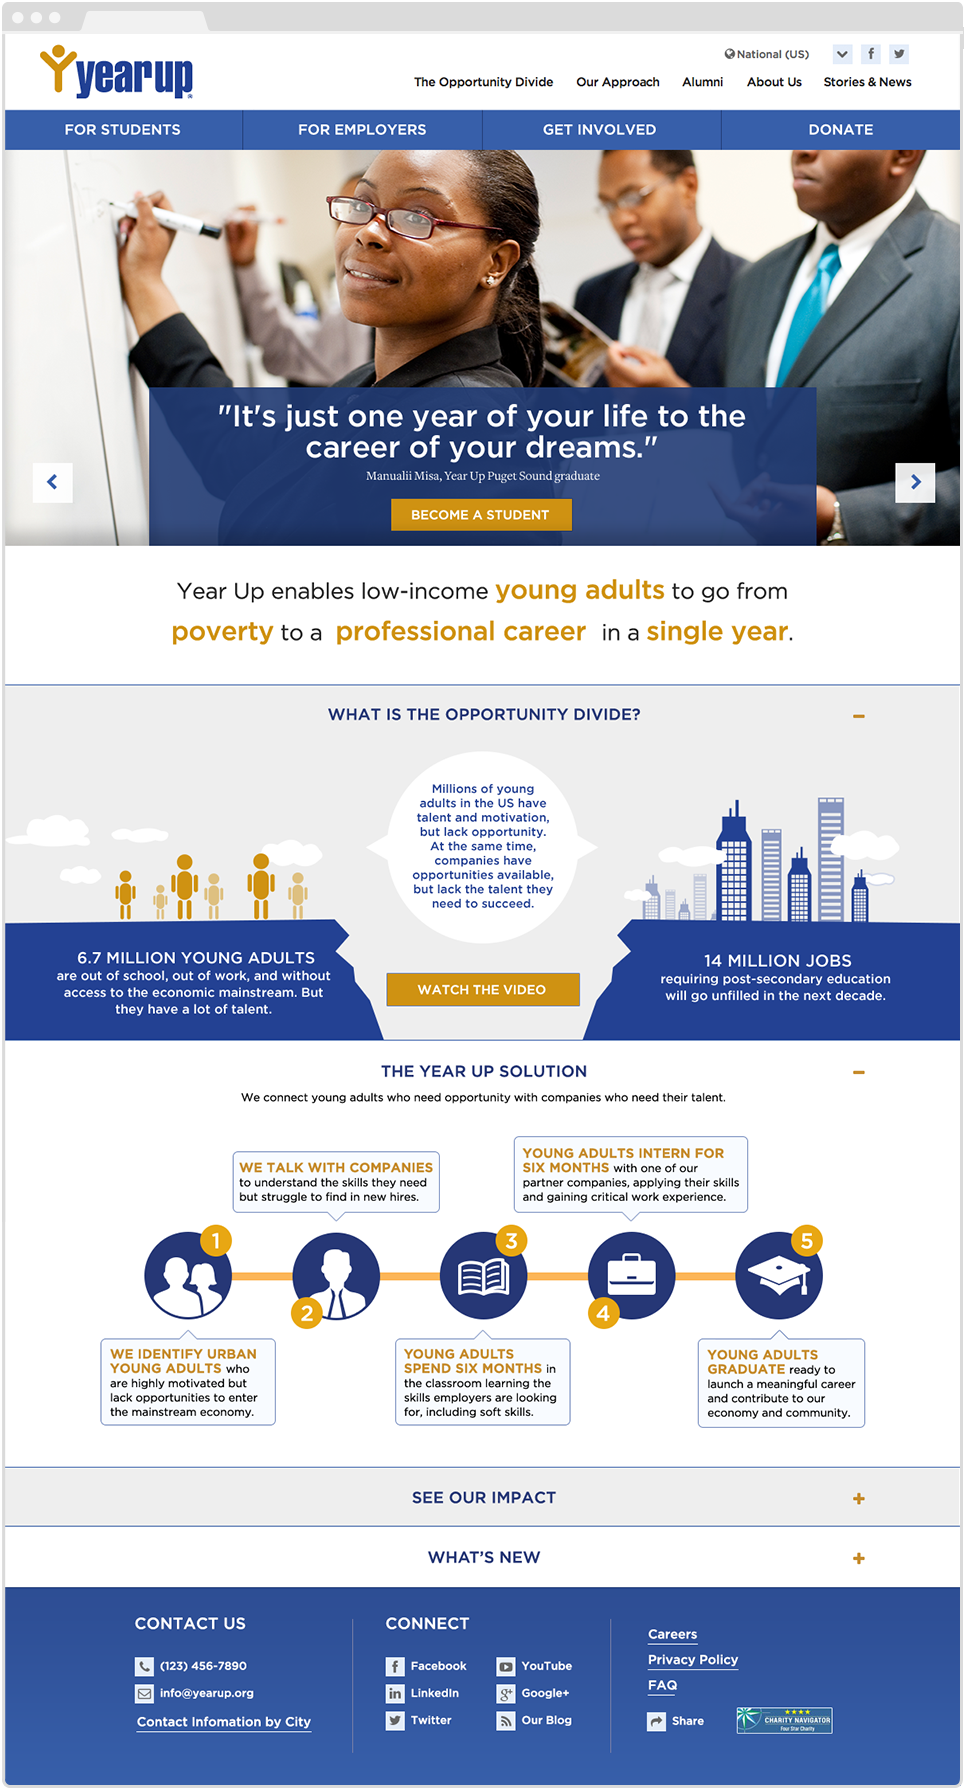 yearup®
National (US)
The Opportunity Divide
Our Approach
Alumni
About Us
Stories & News
FOR STUDENTS
FOR EMPLOYERS
GET INVOLVED
DONATE
"It's just one year of your life to the
career of your dreams."
Manualii Misa, Year Up Puget Sound graduate
BECOME A STUDENT
Year Up enables low-income young adults to go from
poverty to a professional career in a single year.
WHAT IS THE OPPORTUNITY DIVIDE?
Millions of young
adults in the US have
talent and motivation,
but lack opportunity.
At the same time,
companies have
opportunities available,
but lack the talent they
need to succeed.
6.7 MILLION YOUNG ADULTS
are out of school, out of work, and without
access to the economic mainstream. But
they have a lot of talent.
WATCH THE VIDEO
14 MILLION JOBS
requiring post-secondary education
will go unfilled in the next decade.
THE YEAR UP SOLUTION
We connect young adults who need opportunity with companies who need their talent.
WE TALK WITH COMPANIES
to understand the skills they need
but struggle to find in new hires.
YOUNG ADULTS INTERN FOR
SIX MONTHS with one of our
partner companies, applying their skills
and gaining critical work experience.
1
2
3
4
5
WE IDENTIFY URBAN
YOUNG ADULTS who
are highly motivated but
lack opportunities to enter
the mainstream economy.
YOUNG ADULTS
SPEND SIX MONTHS in
the classroom learning the
skills employers are looking
for, including soft skills.
YOUNG ADULTS
GRADUATE ready to
launch a meaningful career
and contribute to our
economy and community.
SEE OUR IMPACT
WHAT'S NEW
CONTACT US
(123) 456-7890
info@yearup.org
Contact Infomation by City
CONNECT
Facebook
YouTube
LinkedIn
Google+
Twitter
Our Blog
Careers
Privacy Policy
FAQ
Share
CHARITY NAVIGATOR
Four Star Charity